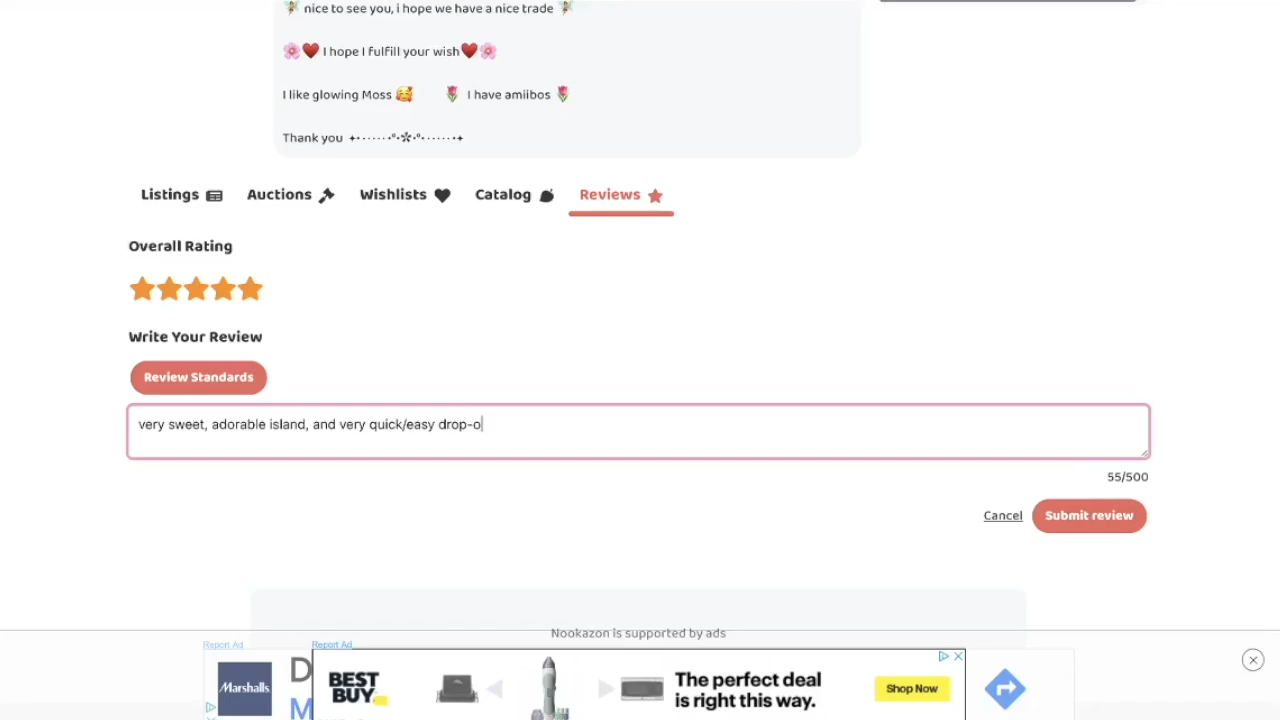 🧚 nice to see you, i hope we have a nice trade 🧚
🌸❤️ I hope I fulfill your wish❤️🌸
I like glowing Moss 🥰 🌷 I have amiibos 🌷
Thank you ✦•······•°•✲•°•······•✦
Listings Auctions Wishlists Catalog Reviews
Overall Rating
Write Your Review
Review Standards
very sweet, adorable island, and very quick/easy drop-o
55/500
Cancel Submit review
Nookazon is supported by ads
Report Ad Report Ad
Marshalls D
M
BEST BUY
The perfect deal
is right this way.
Shop Now